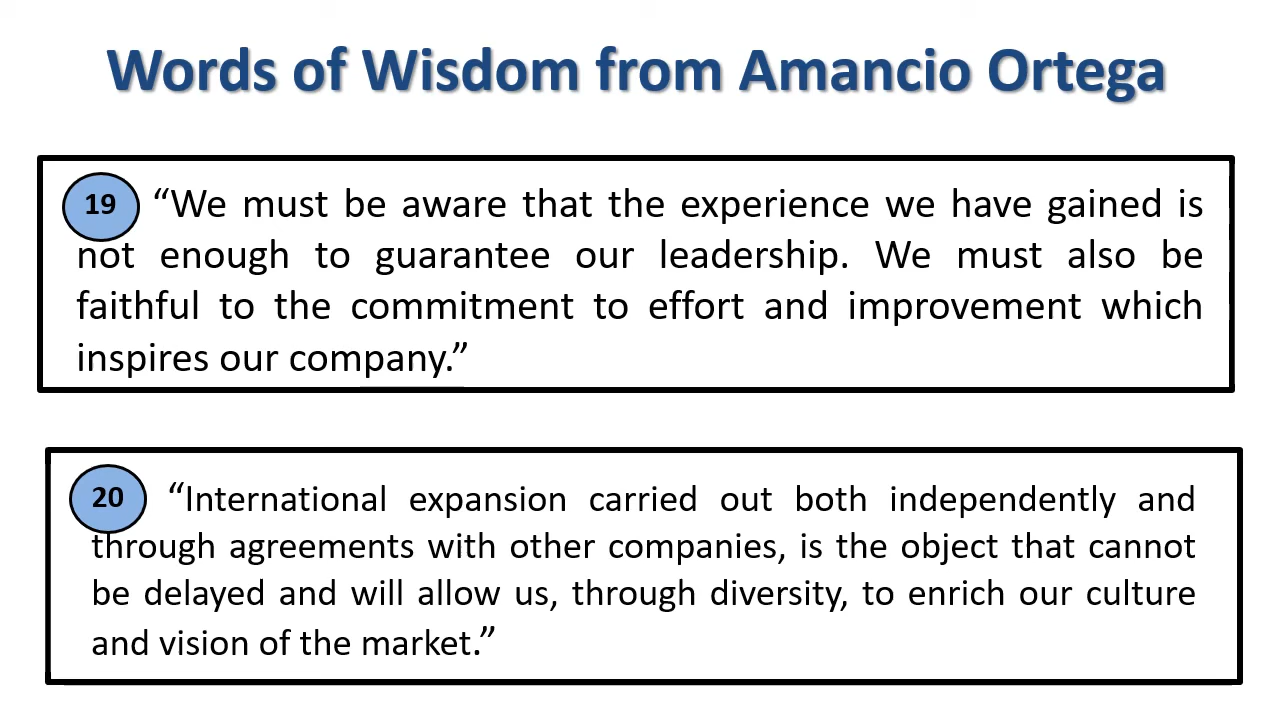 Words of Wisdom from Amancio Ortega
19 “We must be aware that the experience we have gained is
not enough to guarantee our leadership. We must also be
faithful to the commitment to effort and improvement which
inspires our company.”
20 “International expansion carried out both independently and
through agreements with other companies, is the object that cannot
be delayed and will allow us, through diversity, to enrich our culture
and vision of the market.”